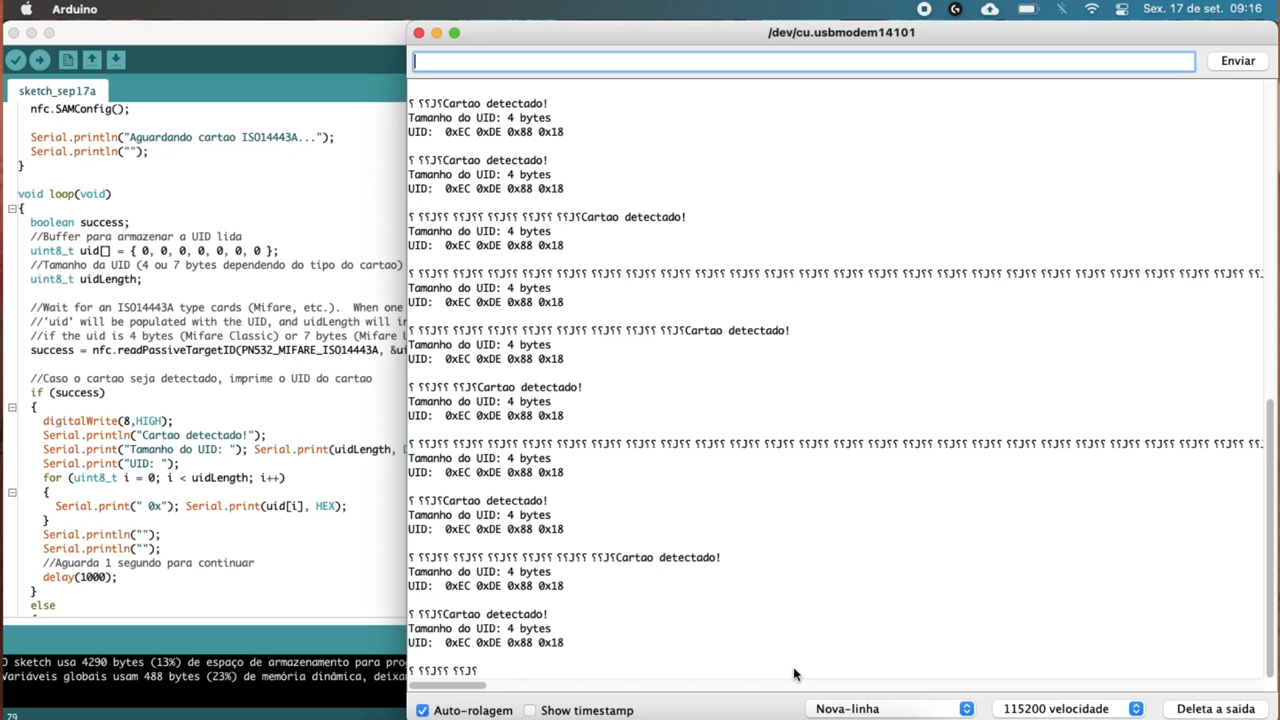 Arduino
Sex. 17 de set. 09:16
/dev/cu.usbmodem14101
Enviar
sketch_sep17a
nfc.SAMConfig();
Serial.println("Aguardando cartao ISO14443A...");
Serial.println("");
}
void loop(void)
{
boolean success;
//Buffer para armazenar a UID lida
uint8_t uid[] = { 0, 0, 0, 0, 0, 0, 0 };
//Tamanho da UID (4 ou 7 bytes dependendo do tipo do cartao)
uint8_t uidLength;
//Wait for an ISO14443A type cards (Mifare, etc.).  When one
//'uid' will be populated with the UID, and uidLength will in
//if the uid is 4 bytes (Mifare Classic) or 7 bytes (Mifare U
success = nfc.readPassiveTargetID(PN532_MIFARE_ISO14443A, &ui
//Caso o cartao seja detectado, imprime o UID do cartao
if (success)
{
digitalWrite(8,HIGH);
Serial.println("Cartao detectado!");
Serial.print("Tamanho do UID: "); Serial.print(uidLength, D
Serial.print("UID: ");
for (uint8_t i = 0; i < uidLength; i++)
{
Serial.print(" 0x"); Serial.print(uid[i], HEX);
}
Serial.println("");
Serial.println("");
//Aguarda 1 segundo para continuar
delay(1000);
}
else
O sketch usa 4290 bytes (13%) de espaço de armazenamento para pro
Variáveis globais usam 488 bytes (23%) de memória dinâmica, deixa
79
⸮ ⸮⸮J⸮Cartao detectado!
Tamanho do UID: 4 bytes
UID:  0xEC 0xDE 0x88 0x18
⸮ ⸮⸮J⸮Cartao detectado!
Tamanho do UID: 4 bytes
UID:  0xEC 0xDE 0x88 0x18
⸮ ⸮⸮J⸮⸮ ⸮⸮J⸮⸮ ⸮⸮J⸮⸮ ⸮⸮J⸮⸮ ⸮⸮J⸮Cartao detectado!
Tamanho do UID: 4 bytes
UID:  0xEC 0xDE 0x88 0x18
⸮ ⸮⸮J⸮⸮ ⸮⸮J⸮⸮ ⸮⸮J⸮⸮ ⸮⸮J⸮⸮ ⸮⸮J⸮⸮ ⸮⸮J⸮⸮ ⸮⸮J⸮⸮ ⸮⸮J⸮⸮ ⸮⸮J⸮⸮ ⸮⸮J⸮⸮ ⸮⸮J⸮⸮ ⸮⸮J⸮⸮ ⸮⸮J⸮⸮ ⸮⸮J⸮⸮ ⸮⸮J⸮⸮ ⸮⸮J⸮⸮ ⸮⸮J⸮⸮ ⸮⸮J⸮⸮ ⸮⸮J⸮⸮ ⸮⸮J⸮⸮ ⸮⸮J⸮⸮ ⸮⸮J⸮⸮ ⸮⸮J⸮⸮ ⸮⸮J⸮⸮ ⸮⸮J
Tamanho do UID: 4 bytes
UID:  0xEC 0xDE 0x88 0x18
⸮ ⸮⸮J⸮⸮ ⸮⸮J⸮⸮ ⸮⸮J⸮⸮ ⸮⸮J⸮⸮ ⸮⸮J⸮⸮ ⸮⸮J⸮⸮ ⸮⸮J⸮⸮ ⸮⸮J⸮Cartao detectado!
Tamanho do UID: 4 bytes
UID:  0xEC 0xDE 0x88 0x18
⸮ ⸮⸮J⸮⸮ ⸮⸮J⸮Cartao detectado!
Tamanho do UID: 4 bytes
UID:  0xEC 0xDE 0x88 0x18
⸮ ⸮⸮J⸮⸮ ⸮⸮J⸮⸮ ⸮⸮J⸮⸮ ⸮⸮J⸮⸮ ⸮⸮J⸮⸮ ⸮⸮J⸮⸮ ⸮⸮J⸮⸮ ⸮⸮J⸮⸮ ⸮⸮J⸮⸮ ⸮⸮J⸮⸮ ⸮⸮J⸮⸮ ⸮⸮J⸮⸮ ⸮⸮J⸮⸮ ⸮⸮J⸮⸮ ⸮⸮J⸮⸮ ⸮⸮J⸮⸮ ⸮⸮J⸮⸮ ⸮⸮J⸮⸮ ⸮⸮J⸮⸮ ⸮⸮J⸮⸮ ⸮⸮J⸮⸮ ⸮⸮J⸮⸮ ⸮⸮J⸮⸮ ⸮⸮J⸮⸮ ⸮⸮J
Tamanho do UID: 4 bytes
UID:  0xEC 0xDE 0x88 0x18
⸮ ⸮⸮J⸮Cartao detectado!
Tamanho do UID: 4 bytes
UID:  0xEC 0xDE 0x88 0x18
⸮ ⸮⸮J⸮⸮ ⸮⸮J⸮⸮ ⸮⸮J⸮⸮ ⸮⸮J⸮⸮ ⸮⸮J⸮⸮ ⸮⸮J⸮Cartao detectado!
Tamanho do UID: 4 bytes
UID:  0xEC 0xDE 0x88 0x18
⸮ ⸮⸮J⸮Cartao detectado!
Tamanho do UID: 4 bytes
UID:  0xEC 0xDE 0x88 0x18
⸮ ⸮⸮J⸮⸮ ⸮⸮J⸮
Auto-rolagem
Show timestamp
Nova-linha
115200 velocidade
Deleta a saida